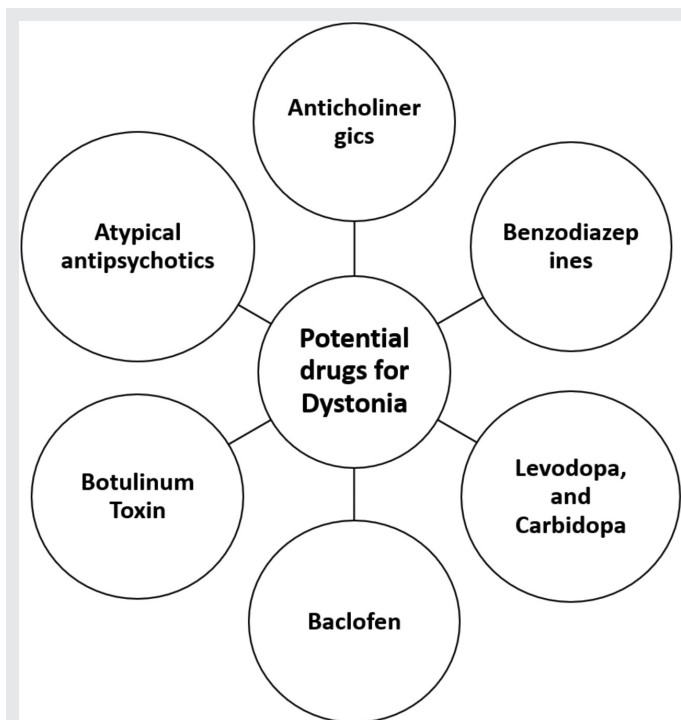 Anticholiner
gics
Atypical
antipsychotics
Benzodiazep
ines
Potential
drugs for
Dystonia
Botulinum
Toxin
Levodopa,
and
Carbidopa
Baclofen